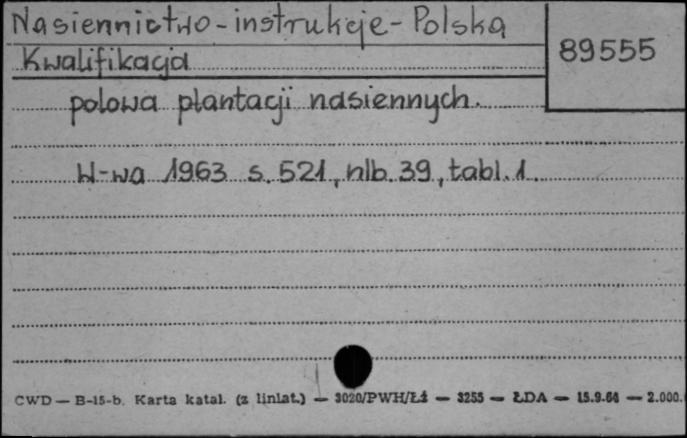 Nasiennictwo - instrukcje - Polska
89555
Kwalifikacja
polowa plantacji nasiennych.
W-wa 1963 s. 521, nlb. 39, tabl. 1.
CWD — B-15-b. Karta katal. (z liniat.) — 3020/PWH/Łź — 3255 — ŁDA — 15.9.64 — 2.000.